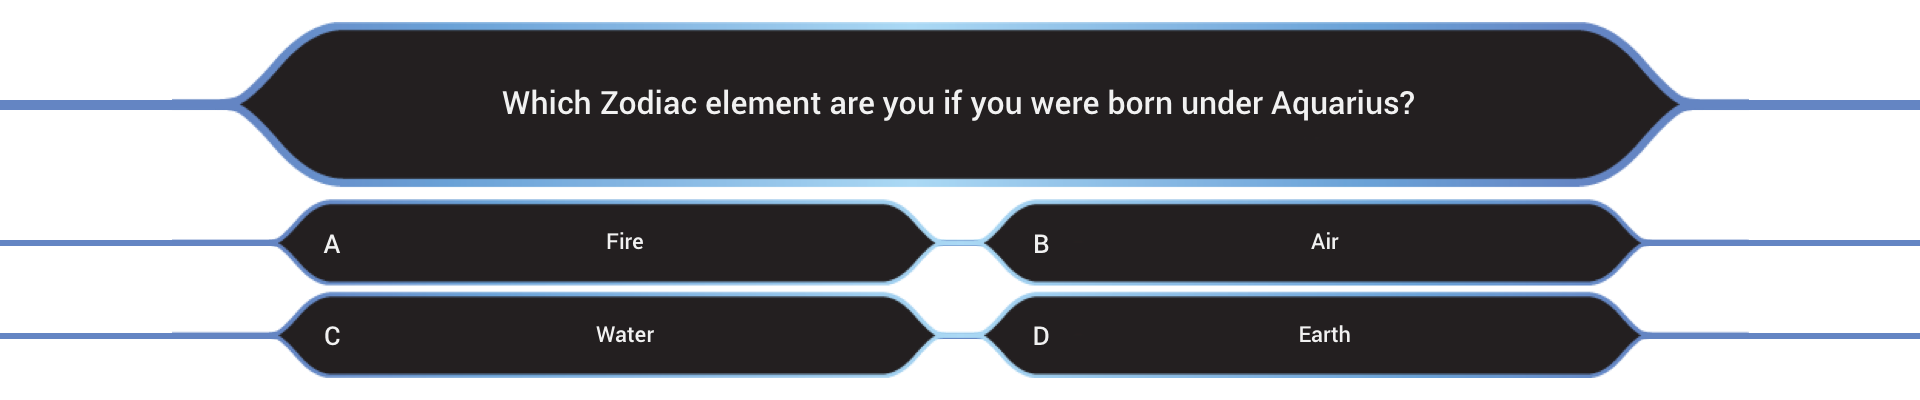 Which Zodiac element are you if you were born under Aquarius?
A Fire
B Air
C Water
D Earth